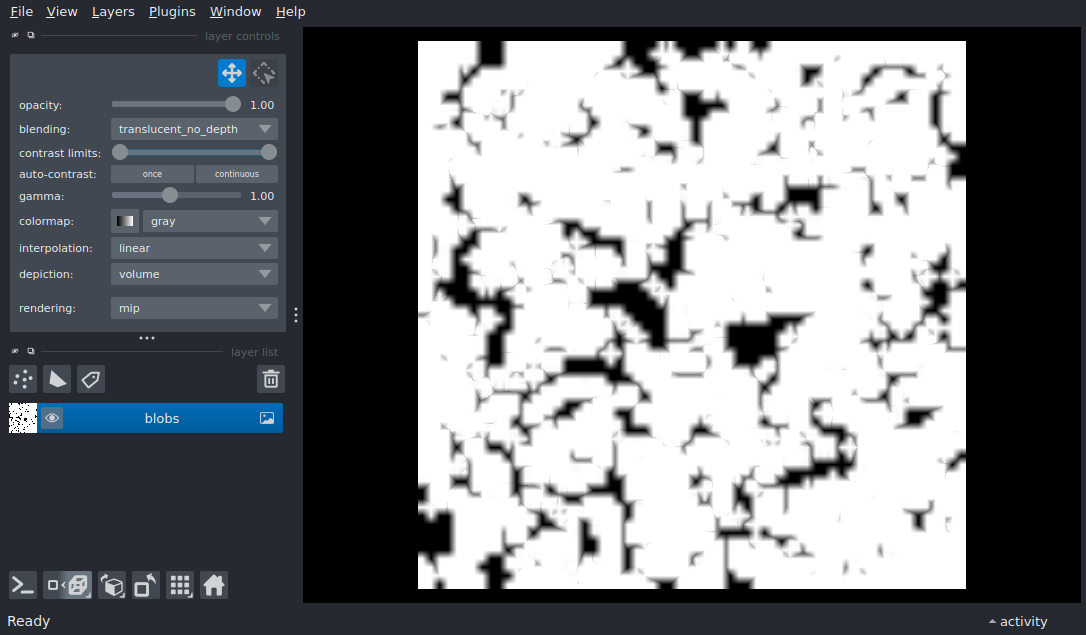 File View Layers Plugins Window Help
layer controls
opacity: 1.00
blending: translucent_no_depth
contrast limits:
auto-contrast: once continuous
gamma: 1.00
colormap: gray
interpolation: linear
depiction: volume
rendering: mip
layer list
blobs
Ready
activity